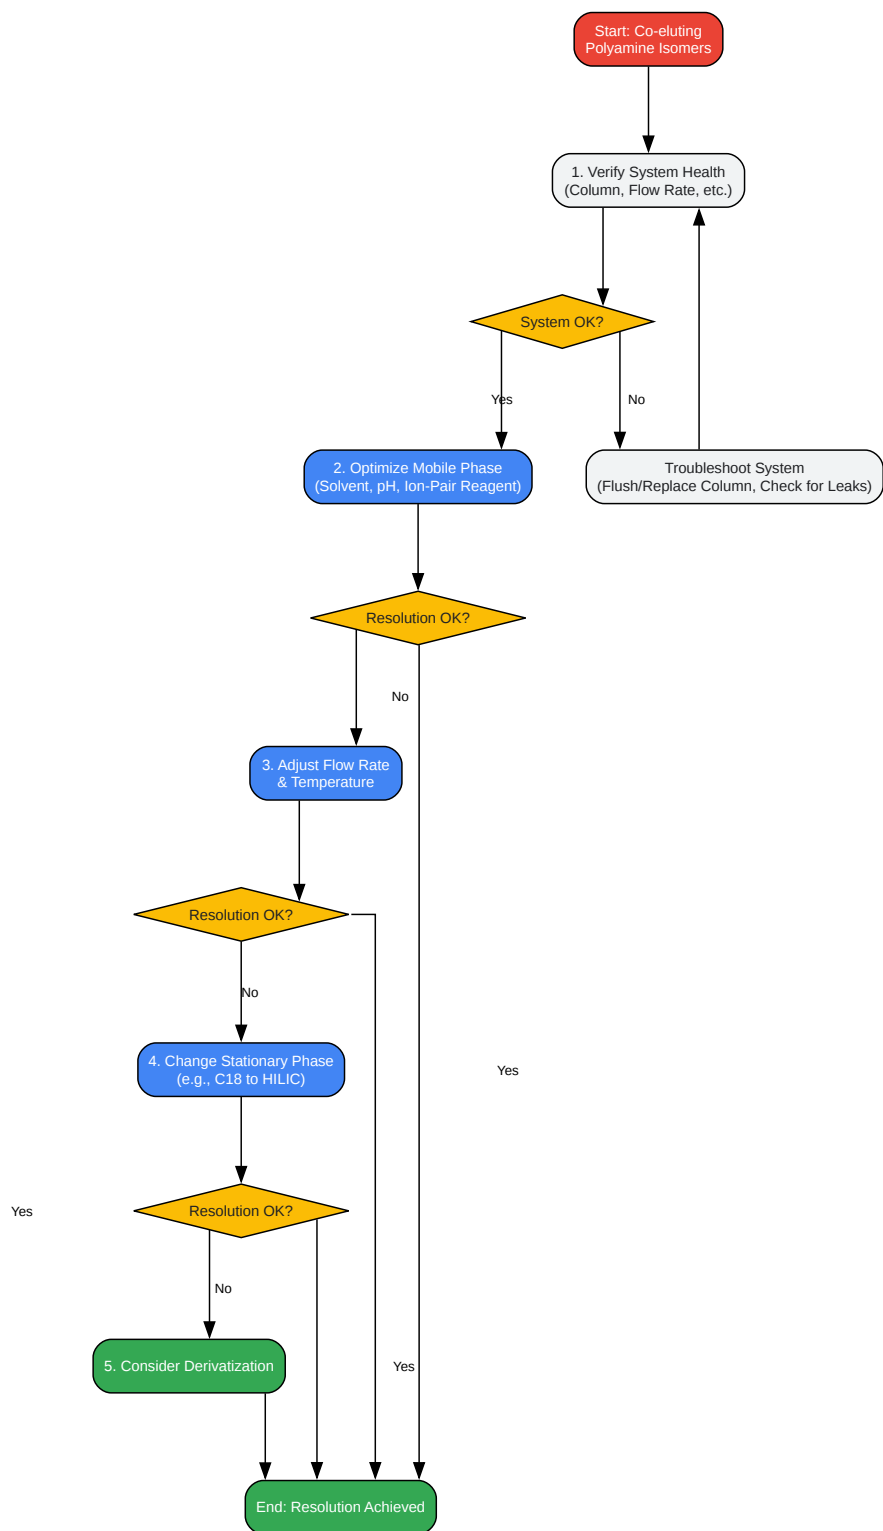 Start: Co-eluting
Polyamine Isomers
1. Verify System Health
(Column, Flow Rate, etc.)
System OK?
Yes
No
2. Optimize Mobile Phase
(Solvent, pH, Ion-Pair Reagent)
Troubleshoot System
(Flush/Replace Column, Check for Leaks)
Resolution OK?
No
3. Adjust Flow Rate
& Temperature
Resolution OK?
No
4. Change Stationary Phase
(e.g., C18 to HILIC)
Yes
Resolution OK?
Yes
No
5. Consider Derivatization
Yes
End: Resolution Achieved